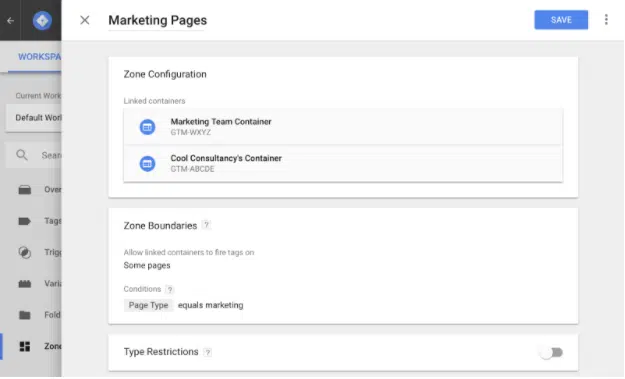 Marketing Pages
SAVE
WORKSPA
Current Work
Default Worl
Sear
Over
Tags
Trigg
Varia
Fold
Zone
Zone Configuration
Linked containers
Marketing Team Container
GTM-WXYZ
Cool Consultancy's Container
GTM-ABCDE
Zone Boundaries ?
Allow linked containers to fire tags on
Some pages
Conditions ?
Page Type equals marketing
Type Restrictions ?